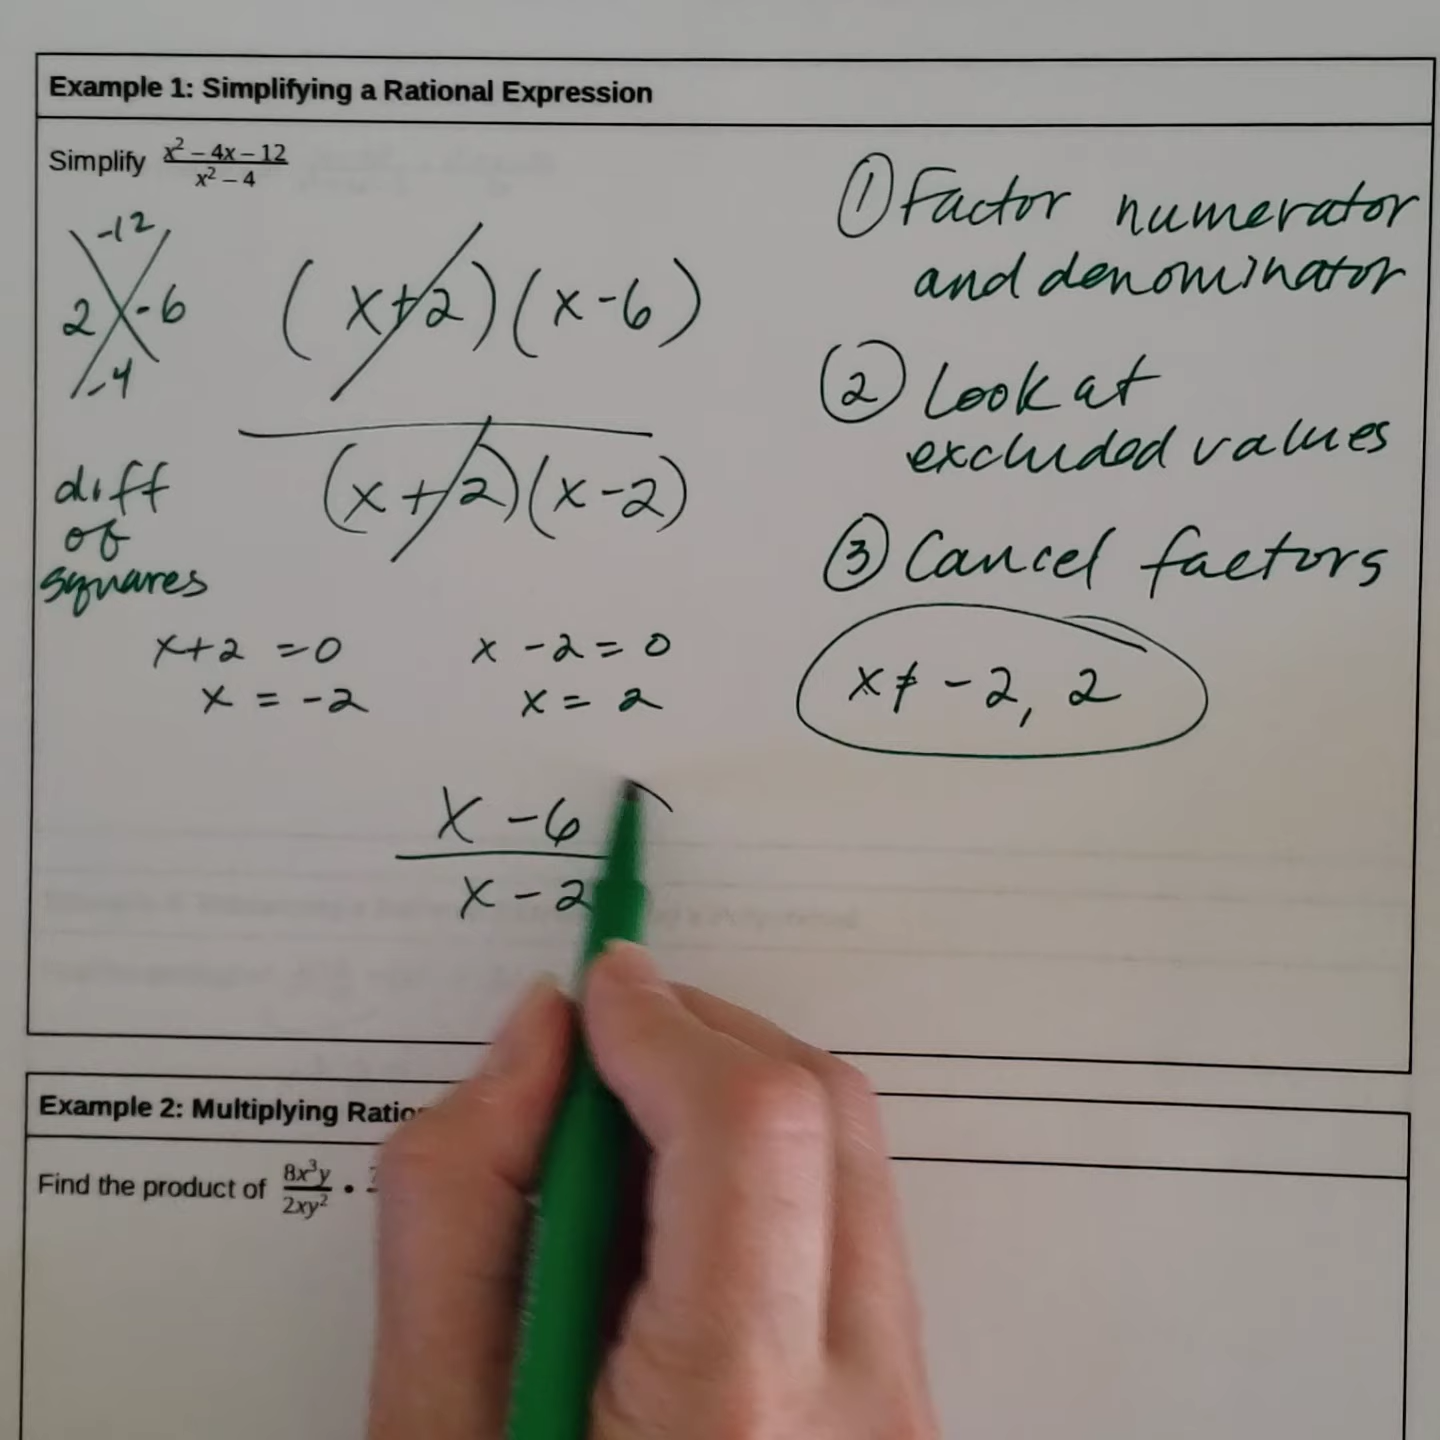 Example 1: Simplifying a Rational Expression
Simplify x² – 4x – 12 / x² – 4
-12
2 -6
-4
(x+2)(x-6)
(x+2)(x-2)
diff
of
squares
x+2 =0
x = -2
x -2=0
x = 2
x -6
x -2
① Factor numerator
and denominator
② Look at
excluded values
③ Cancel factors
x≠ -2, 2
Example 2: Multiplying
Find the product of 8x³y / 2xy² •